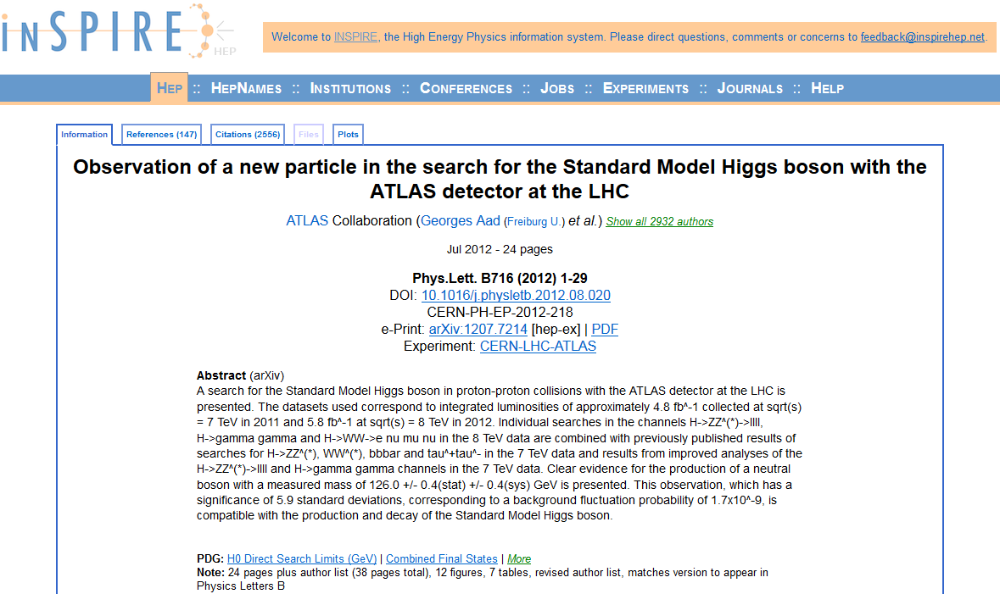 inSPIRE
HEP
Welcome to INSPIRE, the High Energy Physics information system. Please direct questions, comments or concerns to feedback@inspirehep.net.
HEP :: HEPNAMES :: INSTITUTIONS :: CONFERENCES :: JOBS :: EXPERIMENTS :: JOURNALS :: HELP
Information References (147) Citations (2556) Files Plots
Observation of a new particle in the search for the Standard Model Higgs boson with the
ATLAS detector at the LHC
ATLAS Collaboration (Georges Aad (Freiburg U.) et al.) Show all 2932 authors
Jul 2012 - 24 pages
Phys.Lett. B716 (2012) 1-29
DOI: 10.1016/j.physletb.2012.08.020
CERN-PH-EP-2012-218
e-Print: arXiv:1207.7214 [hep-ex] | PDF
Experiment: CERN-LHC-ATLAS
Abstract (arXiv)
A search for the Standard Model Higgs boson in proton-proton collisions with the ATLAS detector at the LHC is
presented. The datasets used correspond to integrated luminosities of approximately 4.8 fb^-1 collected at sqrt(s)
= 7 TeV in 2011 and 5.8 fb^-1 at sqrt(s) = 8 TeV in 2012. Individual searches in the channels H->ZZ^(*)->llll,
H->gamma gamma and H->WW->e nu mu nu in the 8 TeV data are combined with previously published results of
searches for H->ZZ^(*), WW^(*), bbbar and tau^+tau^- in the 7 TeV data and results from improved analyses of the
H->ZZ^(*)->llll and H->gamma gamma channels in the 7 TeV data. Clear evidence for the production of a neutral
boson with a measured mass of 126.0 +/- 0.4(stat) +/- 0.4(sys) GeV is presented. This observation, which has a
significance of 5.9 standard deviations, corresponding to a background fluctuation probability of 1.7x10^-9, is
compatible with the production and decay of the Standard Model Higgs boson.
PDG: H0 Direct Search Limits (GeV) | Combined Final States | More
Note: 24 pages plus author list (38 pages total), 12 figures, 7 tables, revised author list, matches version to appear in
Physics Letters B